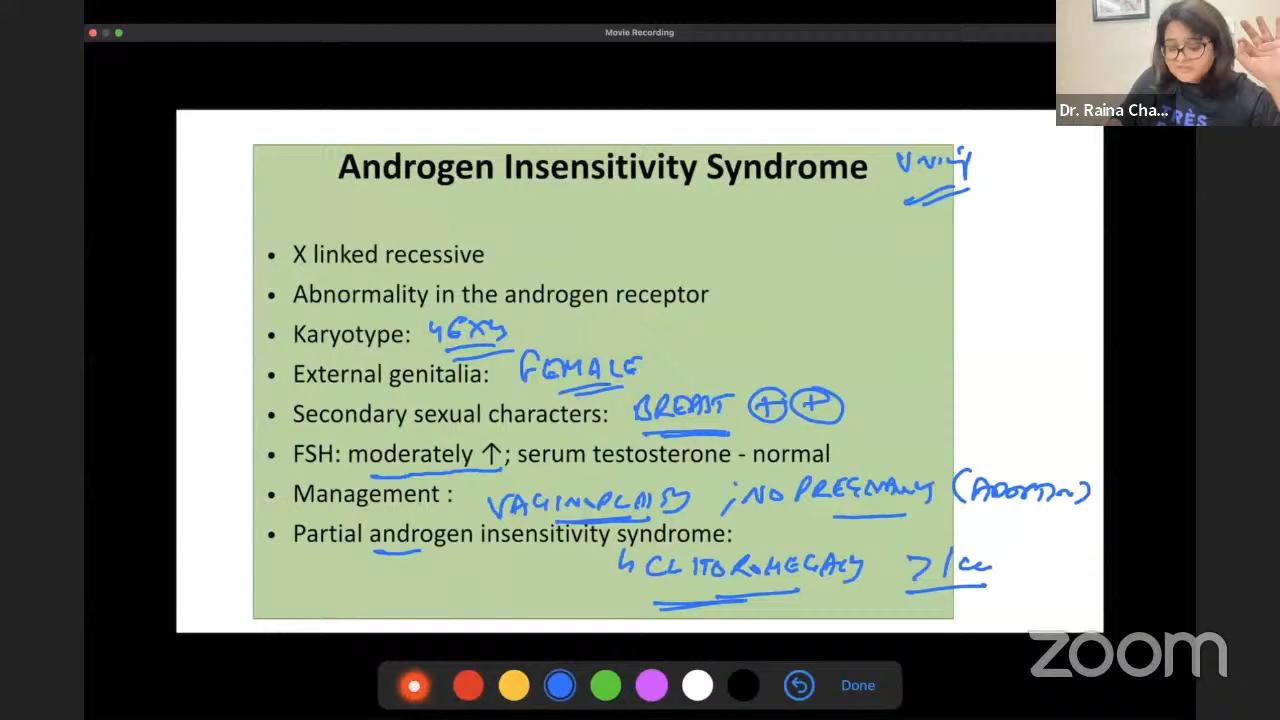 Movie Recording
Dr. Raina Cha...
TRÈS
Androgen Insensitivity Syndrome
• X linked recessive
• Abnormality in the androgen receptor
• Karyotype: 46XY
• External genitalia: FEMALE
• Secondary sexual characters: BREAST + +
• FSH: moderately ↑; serum testosterone - normal
• Management : VAGINOPLASTY ; NO PREGNANCY (ADOPTION)
• Partial androgen insensitivity syndrome:
↳ CLITOROMEGALY >1cm
zoom
Done